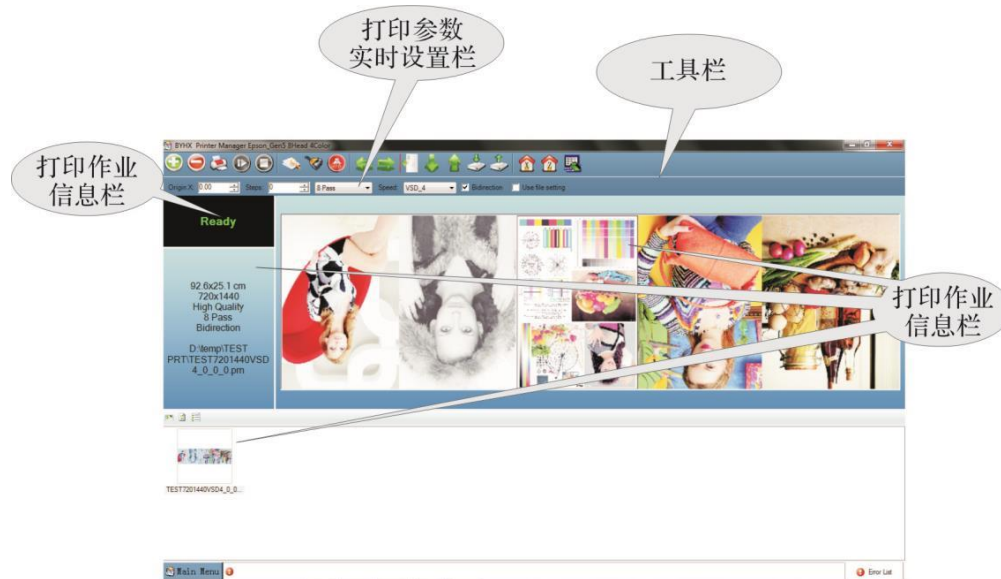 打印参数
实时设置栏
工具栏
BYHX Printer Manager Epson_Gen5 8Head 4Color
打印作业
信息栏
Origin X: 0.00 Steps: 0 8 Pass Speed: VSD_4 Bidirection Use file setting
Ready
92.6x25.1 cm
720x1440
High Quality
8 Pass
Bidirection
D:\temp\TEST
PRT\TEST7201440VSD
4_0_0_0.prn
打印作业
信息栏
TEST7201440VSD4_0_0...
Main Menu
Error List